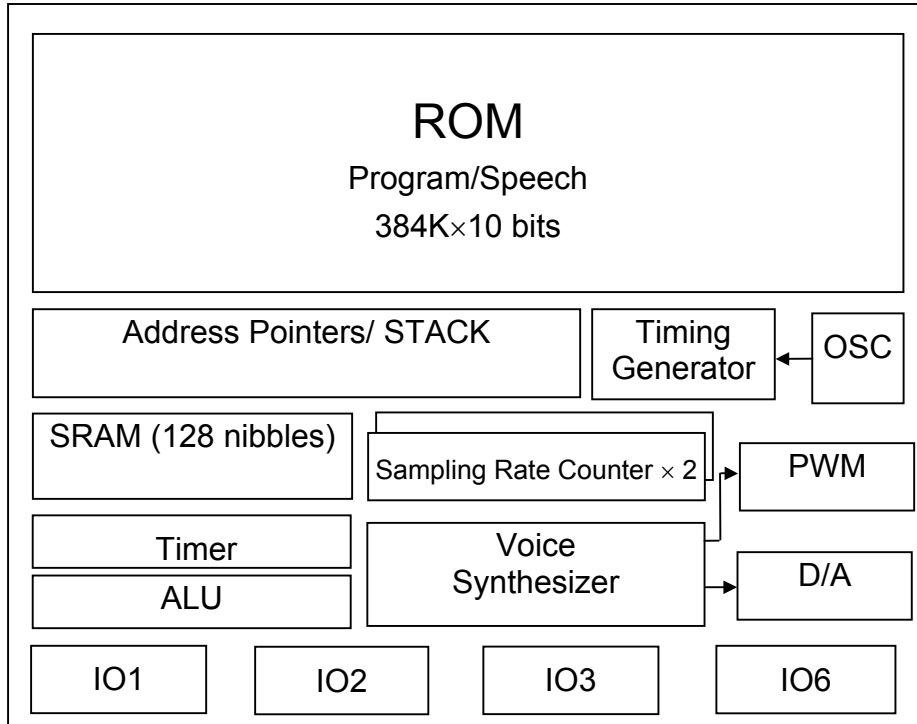 ROM
Program/Speech
384K×10 bits
Address Pointers/ STACK
Timing
Generator
OSC
SRAM (128 nibbles)
Sampling Rate Counter × 2
PWM
Timer
Voice
Synthesizer
D/A
ALU
IO1
IO2
IO3
IO6